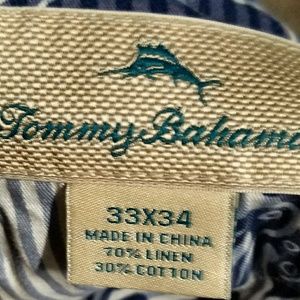 Tommy Bahama
33X34
MADE IN CHINA
70% LINEN
30% COTTON